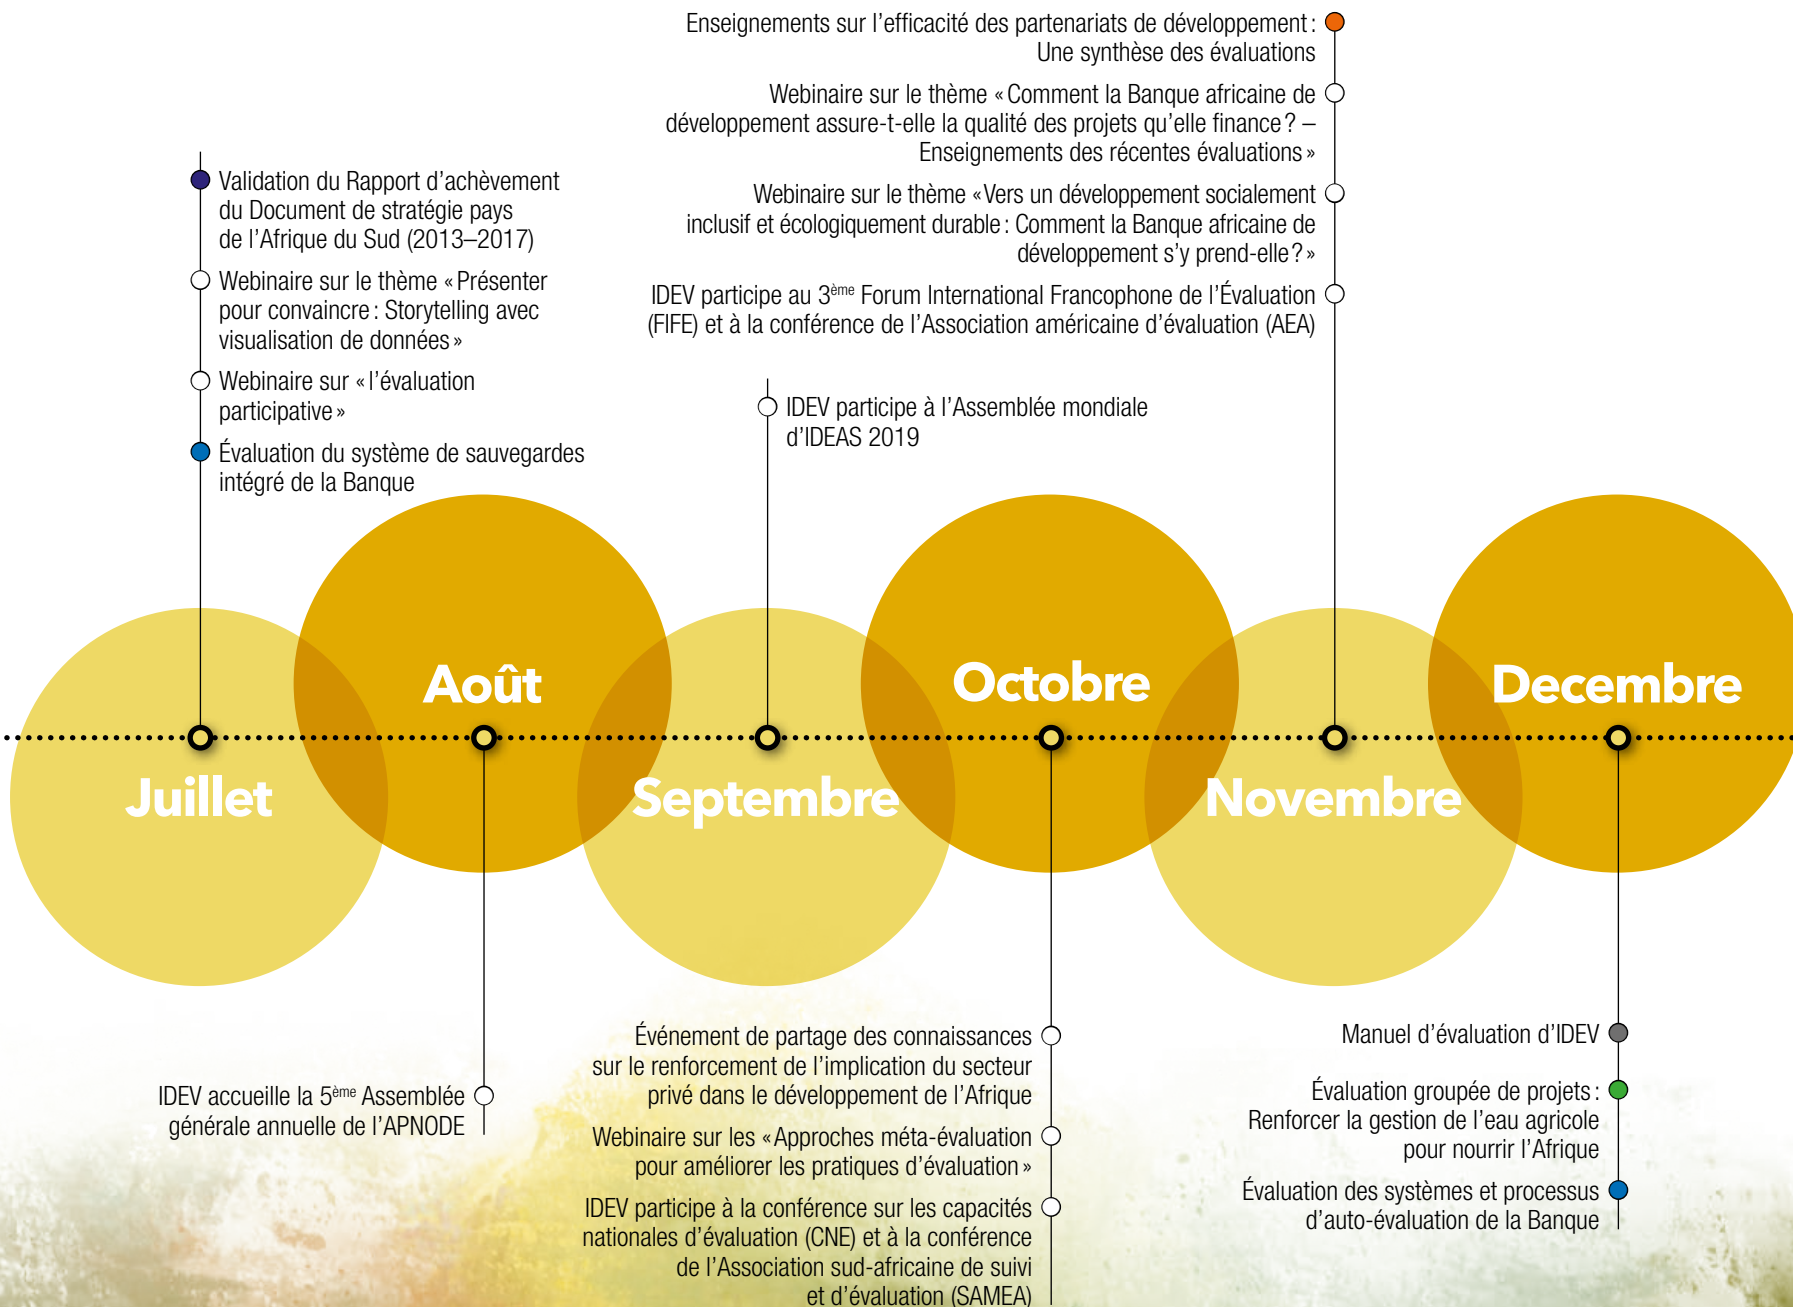 Enseignements sur l’efficacité des partenariats de développement :
Une synthèse des évaluations
Webinaire sur le thème « Comment la Banque africaine de
développement assure-t-elle la qualité des projets qu’elle finance ? –
Enseignements des récentes évaluations »
Webinaire sur le thème « Vers un développement socialement
inclusif et écologiquement durable : Comment la Banque africaine de
développement s’y prend-elle ? »
IDEV participe au 3ème Forum International Francophone de l’Évaluation
(FIFE) et à la conférence de l’Association américaine d’évaluation (AEA)
Validation du Rapport d’achèvement
du Document de stratégie pays
de l’Afrique du Sud (2013–2017)
Webinaire sur le thème « Présenter
pour convaincre : Storytelling avec
visualisation de données »
Webinaire sur « l’évaluation
participative »
Évaluation du système de sauvegardes
intégré de la Banque
IDEV participe à l’Assemblée mondiale
d’IDEAS 2019
Juillet
Août
Septembre
Octobre
Novembre
Decembre
IDEV accueille la 5ème Assemblée
générale annuelle de l’APNODE
Événement de partage des connaissances
sur le renforcement de l’implication du secteur
privé dans le développement de l’Afrique
Webinaire sur les « Approches méta-évaluation
pour améliorer les pratiques d’évaluation »
IDEV participe à la conférence sur les capacités
nationales d’évaluation (CNE) et à la conférence
de l’Association sud-africaine de suivi
et d’évaluation (SAMEA)
Manuel d’évaluation d’IDEV
Évaluation groupée de projets :
Renforcer la gestion de l’eau agricole
pour nourrir l’Afrique
Évaluation des systèmes et processus
d’auto-évaluation de la Banque